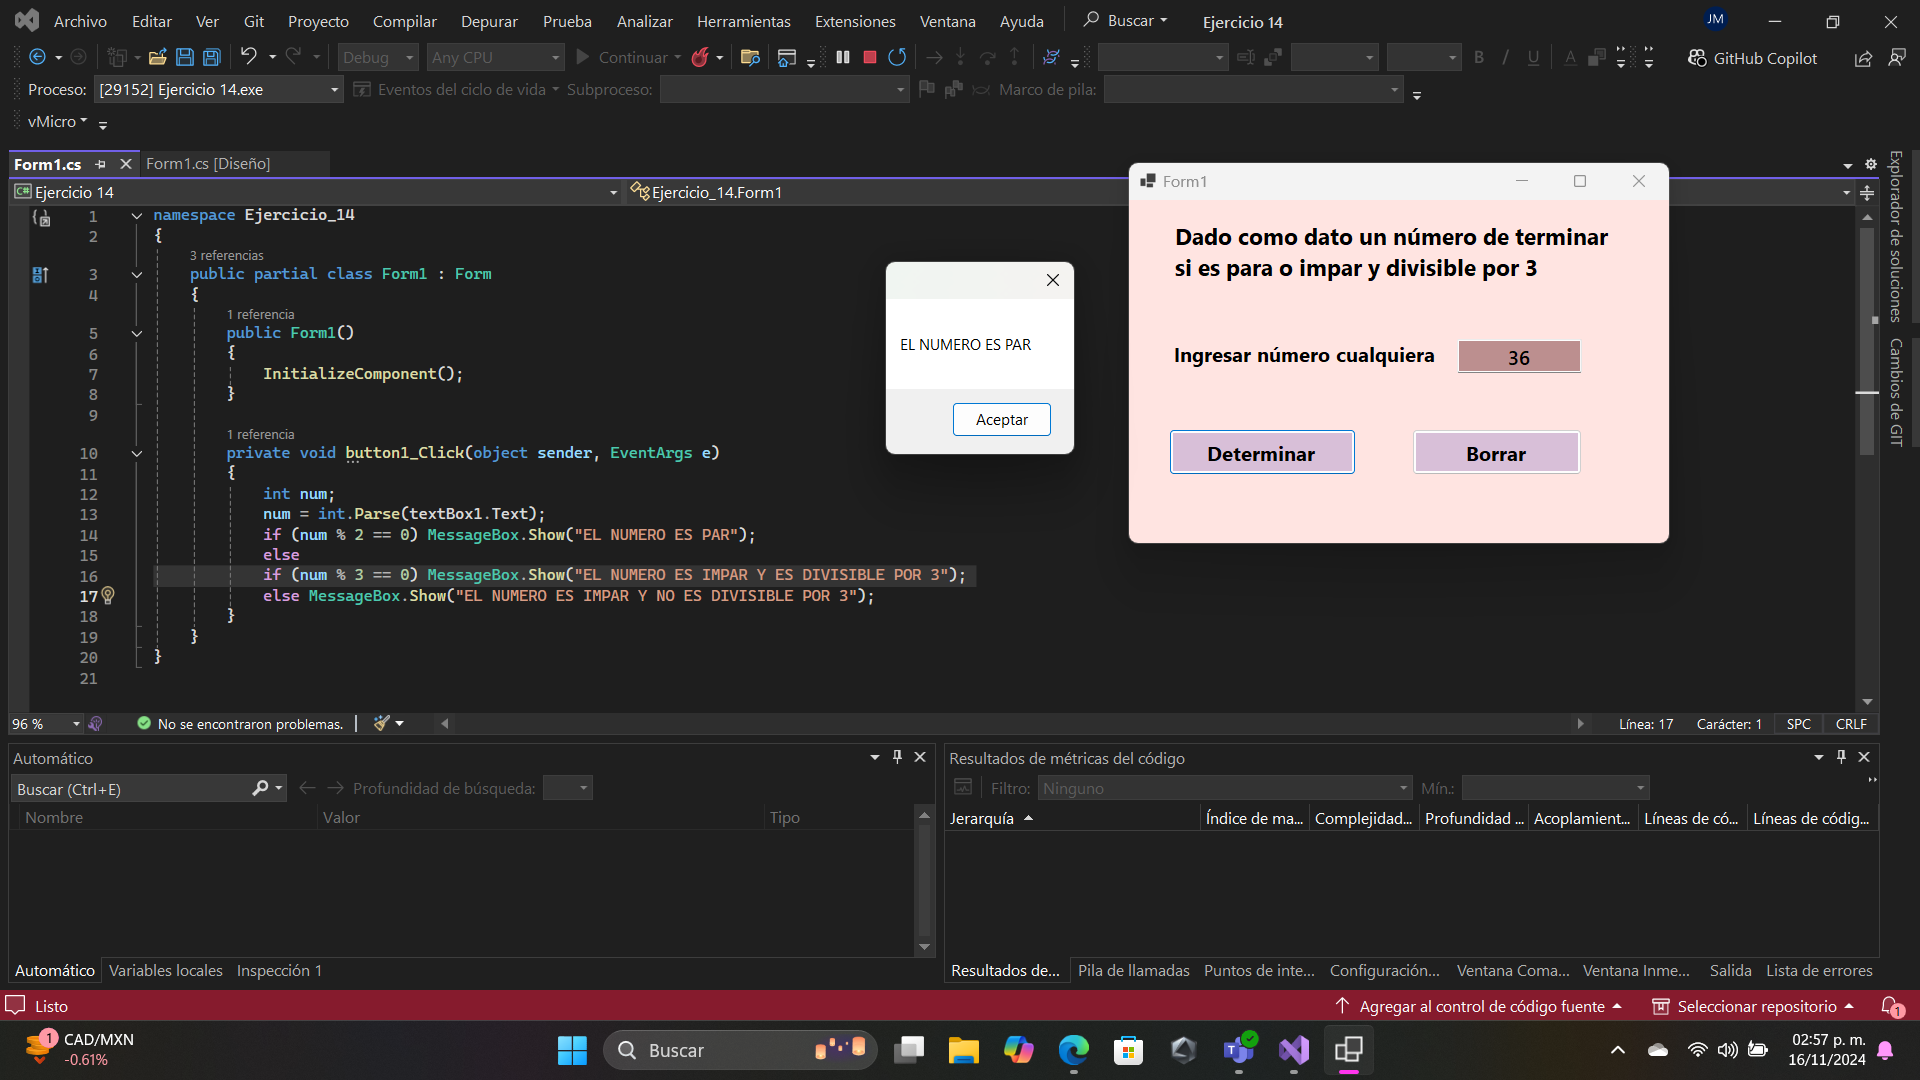 Archivo Editar Ver Git Proyecto Compilar Depurar Prueba Analizar Herramientas Extensiones Ventana Ayuda Buscar Ejercicio 14 JM
Debug Any CPU Continuar GitHub Copilot
Proceso: [29152] Ejercicio 14.exe Eventos del ciclo de vida Subproceso: Marco de pila:
vMicro
Form1.cs Form1.cs [Diseño]
Ejercicio 14 Ejercicio_14.Form1
1 namespace Ejercicio_14
2 {
3 referencias
3 public partial class Form1 : Form
4 {
1 referencia
5 public Form1()
6 {
7 InitializeComponent();
8 }
9
1 referencia
10 private void button1_Click(object sender, EventArgs e)
11 {
12 int num;
13 num = int.Parse(textBox1.Text);
14 if (num % 2 == 0) MessageBox.Show("EL NUMERO ES PAR");
15 else
16 if (num % 3 == 0) MessageBox.Show("EL NUMERO ES IMPAR Y ES DIVISIBLE POR 3");
17 else MessageBox.Show("EL NUMERO ES IMPAR Y NO ES DIVISIBLE POR 3");
18 }
19 }
20 }
21
EL NUMERO ES PAR
Aceptar
Form1
Dado como dato un número de terminar
si es para o impar y divisible por 3
Ingresar número cualquiera 36
Determinar Borrar
Explorador de soluciones
Cambios de GIT
96 % No se encontraron problemas. Línea: 17 Carácter: 1 SPC CRLF
Automático
Buscar (Ctrl+E) Profundidad de búsqueda:
Nombre Valor Tipo
Automático Variables locales Inspección 1
Resultados de métricas del código
Filtro: Ninguno Mín.:
Jerarquía Índice de ma... Complejidad... Profundidad ... Acoplamient... Líneas de có... Líneas de códig...
Resultados de... Pila de llamadas Puntos de inte... Configuración... Ventana Coma... Ventana Inme... Salida Lista de errores
Listo Agregar al control de código fuente Seleccionar repositorio 1
1 CAD/MXN
-0.61%
Buscar
02:57 p. m.
16/11/2024